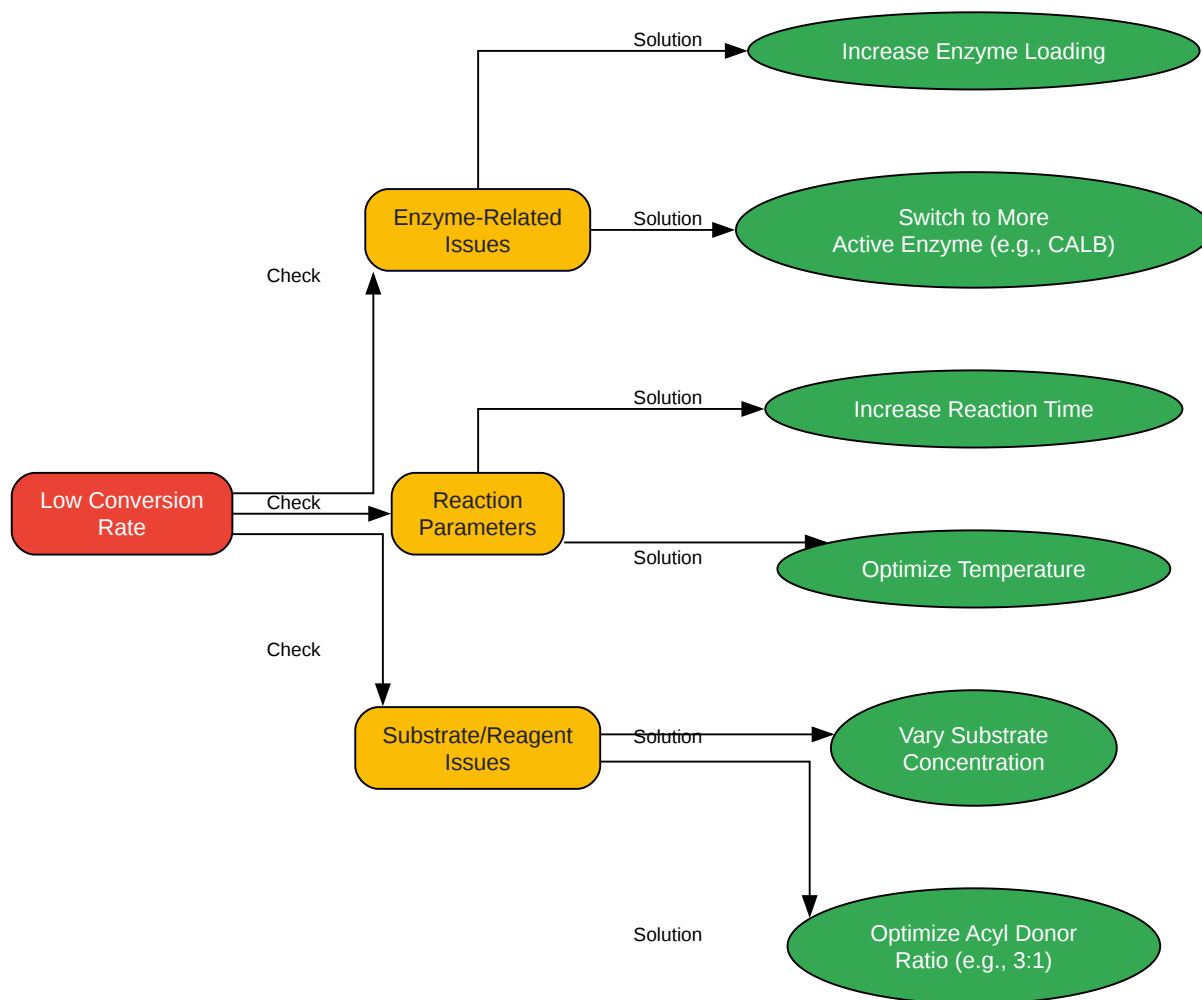 Solution
Increase Enzyme Loading
Enzyme-Related
Issues
Solution
Switch to More
Active Enzyme (e.g., CALB)
Check
Solution
Increase Reaction Time
Low Conversion
Rate
Check
Reaction
Parameters
Solution
Optimize Temperature
Check
Substrate/Reagent
Issues
Solution
Vary Substrate
Concentration
Solution
Optimize Acyl Donor
Ratio (e.g., 3:1)